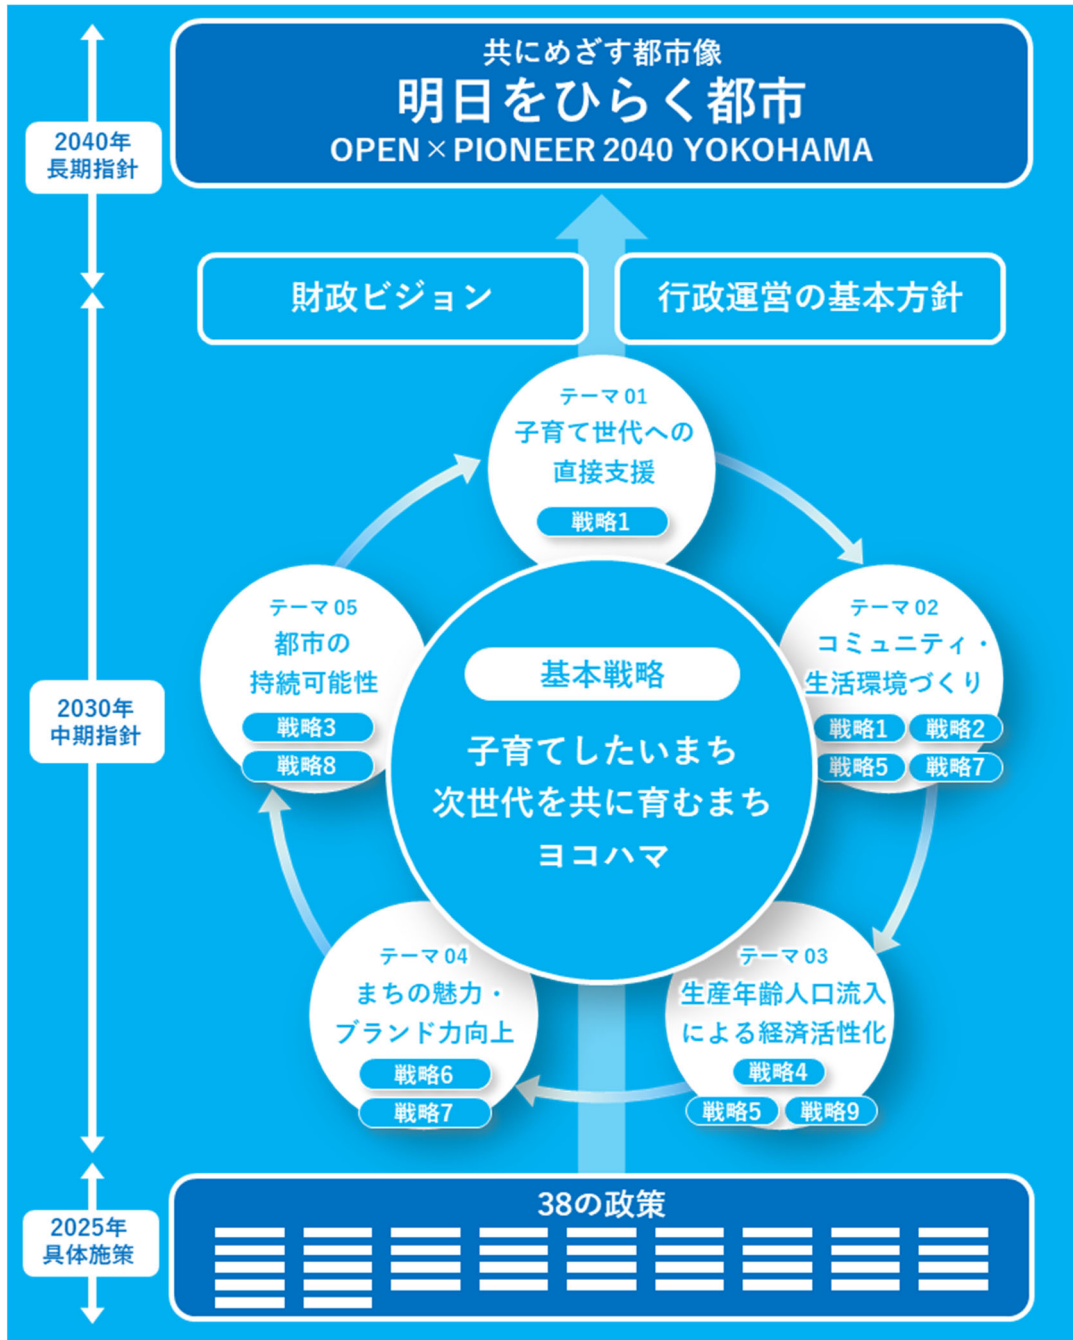 共にめざす都市像
明日をひらく都市
OPEN×PIONEER 2040 YOKOHAMA
2040年
長期指針
財政ビジョン
行政運営の基本方針
テーマ 01
子育て世代への
直接支援
戦略1
テーマ 05
都市の
持続可能性
戦略3
戦略8
テーマ 02
コミュニティ・
生活環境づくり
戦略1 戦略2
戦略5 戦略7
基本戦略
子育てしたいまち
次世代を共に育むまち
ヨコハマ
2030年
中期指針
テーマ 04
まちの魅力・
ブランド力向上
戦略6
戦略7
テーマ 03
生産年齢人口流入
による経済活性化
戦略4
戦略5 戦略9
38の政策
2025年
具体施策